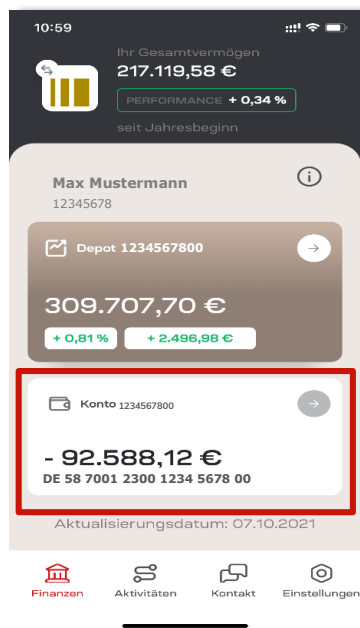 10:59
Ihr Gesamtvermögen
217.119,58 €
PERFORMANCE + 0,34 %
seit Jahresbeginn
Max Mustermann
12345678
Depot 1234567800
309.707,70 €
+ 0,81 % + 2.496,98 €
Konto 1234567800
- 92.588,12 €
DE 58 7001 2300 1234 5678 00
Aktualisierungsdatum: 07.10.2021
Finanzen Aktivitäten Kontakt Einstellungen